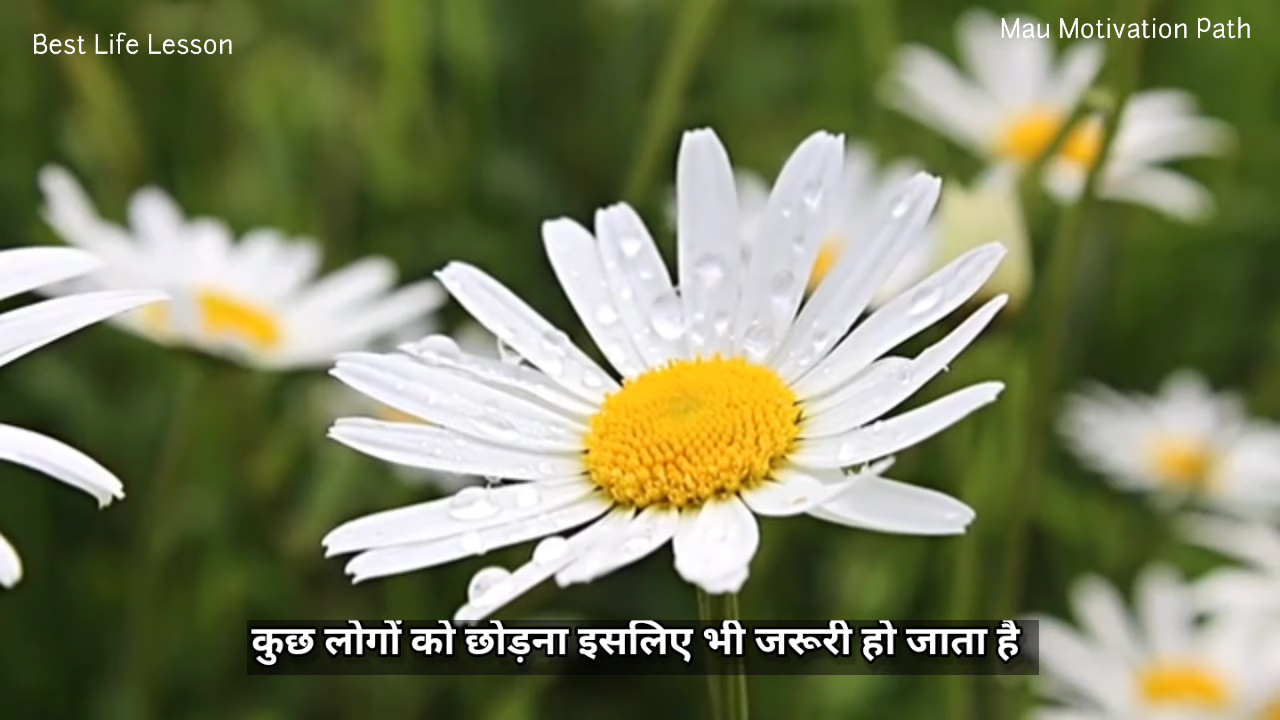 Best Life Lesson
Mau Motivation Path
कुछ लोगों को छोड़ना इसलिए भी जरूरी हो जाता है